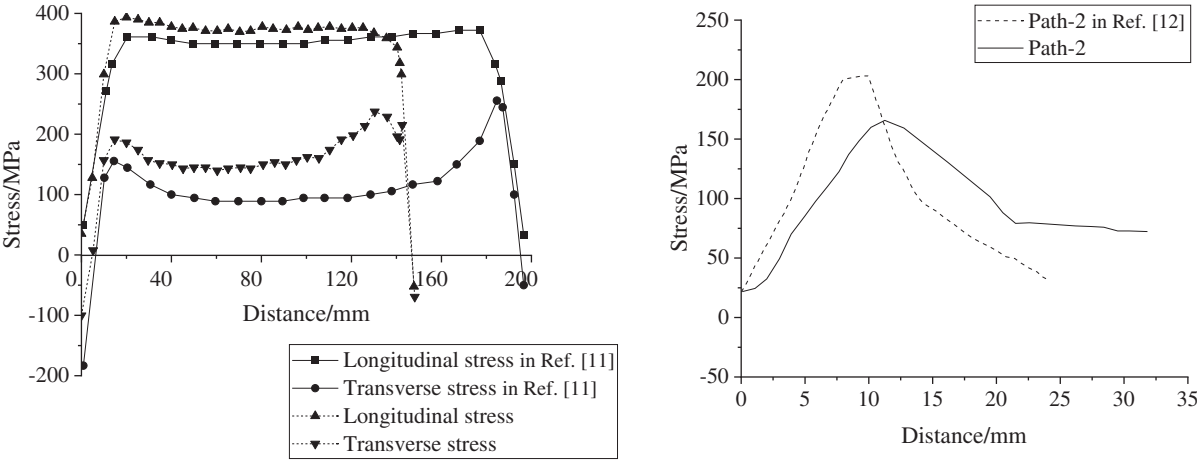 400
300
200
100
0
-100
-200
Stress/MPa
0 40 80 120 160 200
Distance/mm
Longitudinal stress in Ref. [11]
Transverse stress in Ref. [11]
Longitudinal stress
Transverse stress
250
200
150
100
50
0
-50
Stress/MPa
Path-2 in Ref. [12]
Path-2
0 5 10 15 20 25 30 35
Distance/mm